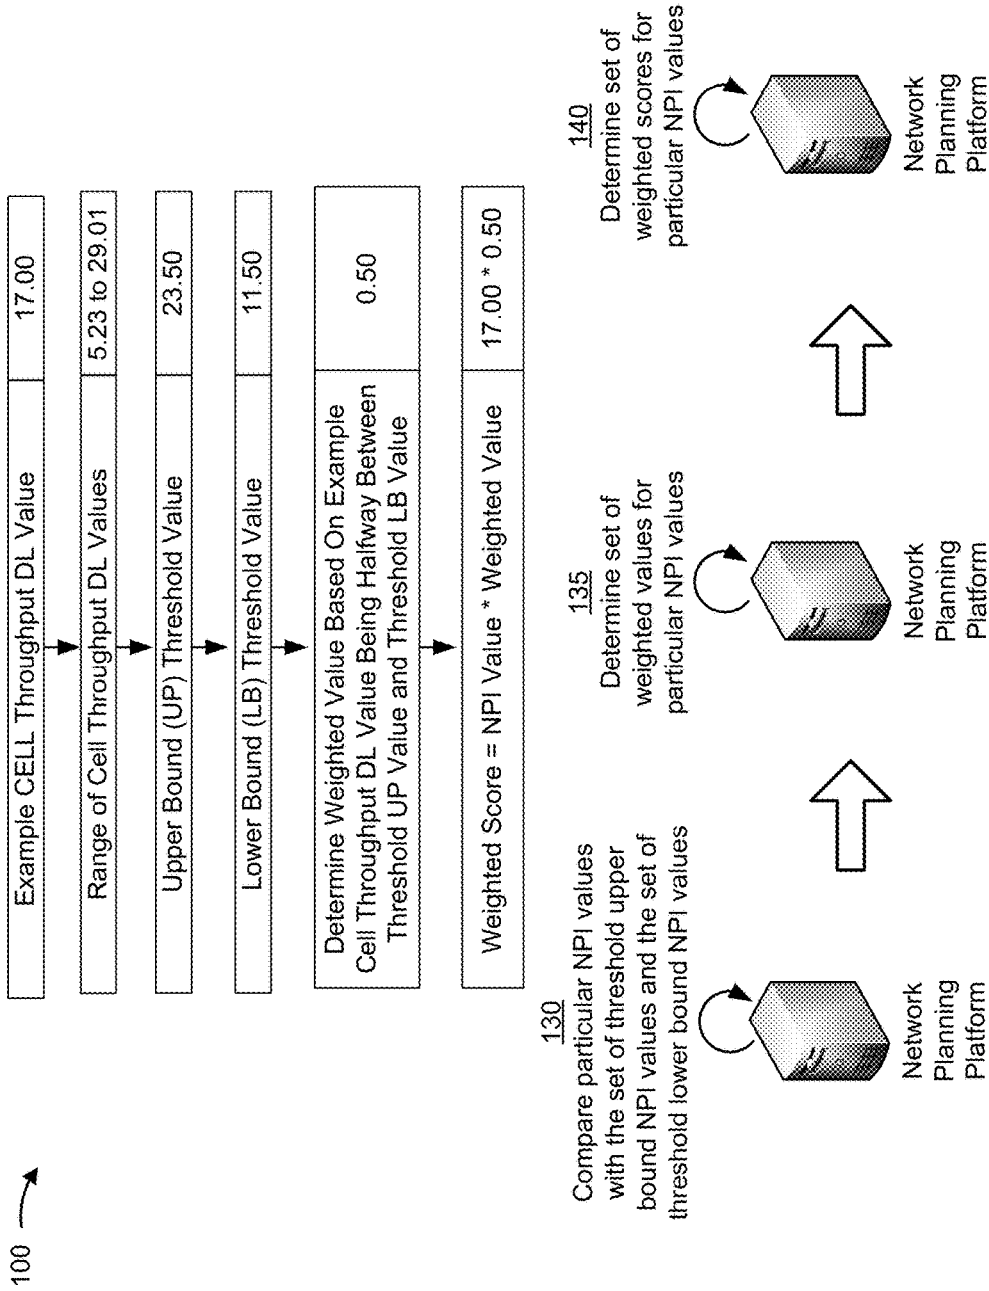 100
Example CELL Throughput DL Value
17.00
Range of Cell Throughput DL Values
5.23 to 29.01
Upper Bound (UP) Threshold Value
23.50
Lower Bound (LB) Threshold Value
11.50
Determine Weighted Value Based On Example
Cell Throughput DL Value Being Halfway Between
Threshold UP Value and Threshold LB Value
0.50
Weighted Score = NPI Value * Weighted Value
17.00 * 0.50
130
Compare particular NPI values
with the set of threshold upper
bound NPI values and the set of
threshold lower bound NPI values
Network
Planning
Platform
135
Determine set of
weighted values for
particular NPI values
Network
Planning
Platform
140
Determine set of
weighted scores for
particular NPI values
Network
Planning
Platform